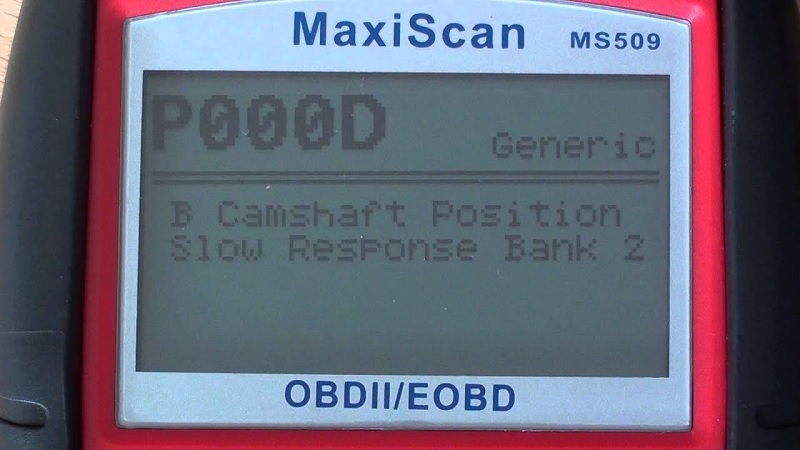 MaxiScan MS509
P000D Generic
B Camshaft Position
Slow Response Bank 2
OBDII/EOBD